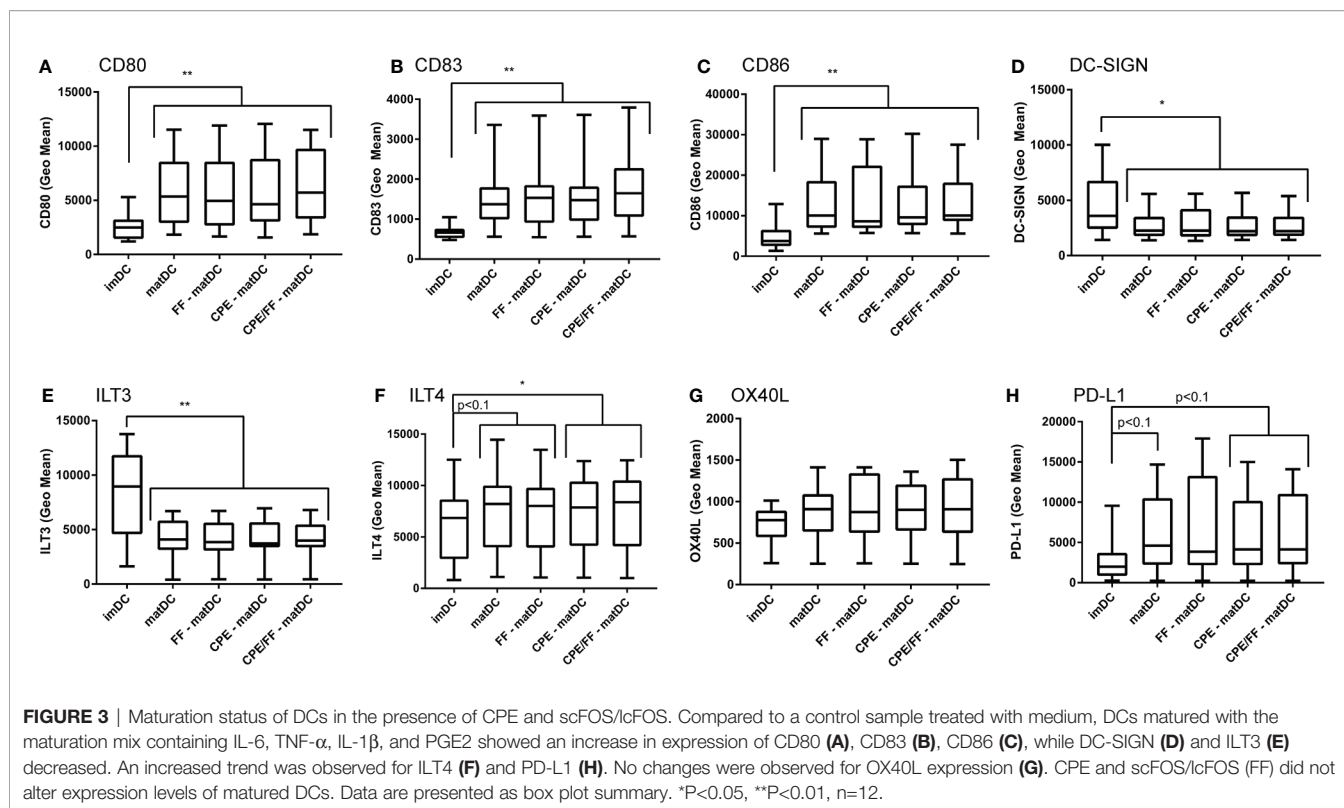 A CD80
**
CD80 (Geo Mean)
15000
10000
5000
0
imDC
matDC
FF - matDC
CPE - matDC
CPE/FF - matDC
B CD83
**
CD83 (Geo Mean)
4000
3000
2000
1000
0
imDC
matDC
FF - matDC
CPE - matDC
CPE/FF - matDC
C CD86
**
CD86 (Geo Mean)
40000
30000
20000
10000
0
imDC
matDC
FF - matDC
CPE - matDC
CPE/FF - matDC
D DC-SIGN
*
DC-SIGN (Geo Mean)
15000
10000
5000
0
imDC
matDC
FF - matDC
CPE - matDC
CPE/FF - matDC
E ILT3
**
ILT3 (Geo Mean)
15000
10000
5000
0
imDC
matDC
FF - matDC
CPE - matDC
CPE/FF - matDC
F ILT4
*
p<0.1
ILT4 (Geo Mean)
15000
10000
5000
0
imDC
matDC
FF - matDC
CPE - matDC
CPE/FF - matDC
G OX40L
OX40L (Geo Mean)
2000
1500
1000
500
0
imDC
matDC
FF - matDC
CPE - matDC
CPE/FF - matDC
H PD-L1
p<0.1
p<0.1
PD-L1 (Geo Mean)
20000
15000
10000
5000
0
imDC
matDC
FF - matDC
CPE - matDC
CPE/FF - matDC
FIGURE 3 | Maturation status of DCs in the presence of CPE and scFOS/lcFOS. Compared to a control sample treated with medium, DCs matured with the
maturation mix containing IL-6, TNF-α, IL-1β, and PGE2 showed an increase in expression of CD80 (A), CD83 (B), CD86 (C), while DC-SIGN (D) and ILT3 (E)
decreased. An increased trend was observed for ILT4 (F) and PD-L1 (H). No changes were observed for OX40L expression (G). CPE and scFOS/lcFOS (FF) did not
alter expression levels of matured DCs. Data are presented as box plot summary. *P<0.05, **P<0.01, n=12.